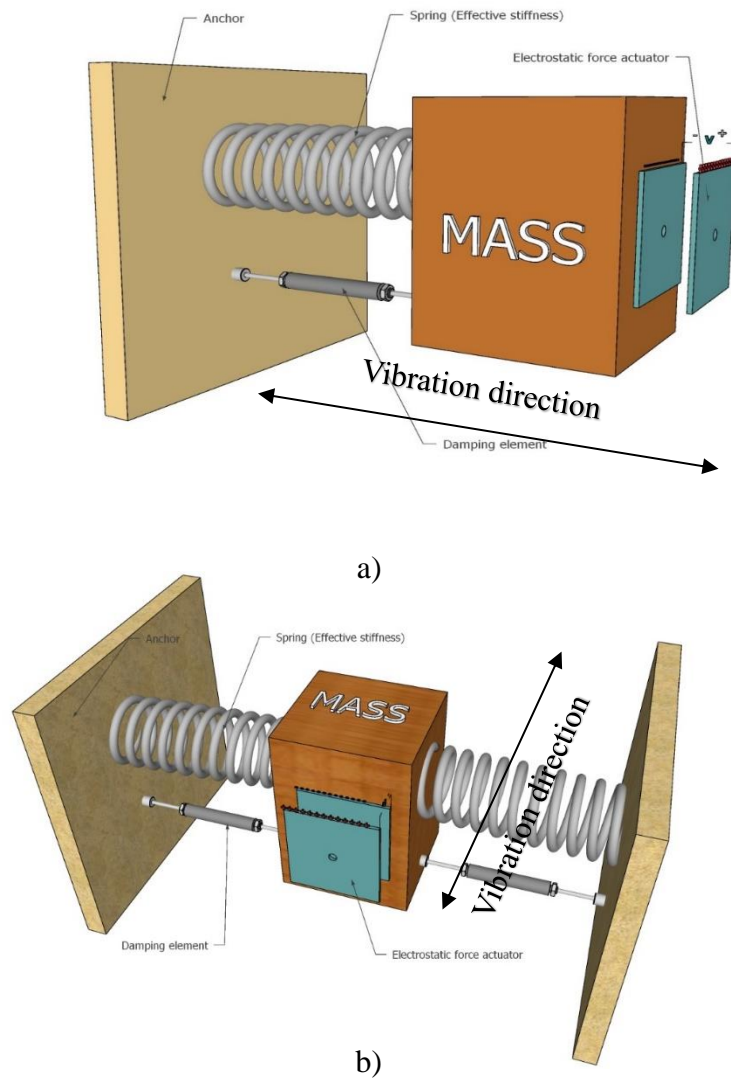 Anchor
Spring (Effective stiffness)
Electrostatic force actuator
- v +
MASS
Vibration direction
Damping element
a)
Anchor
Spring (Effective stiffness)
MASS
Vibration direction
Damping element
Electrostatic force actuator
b)